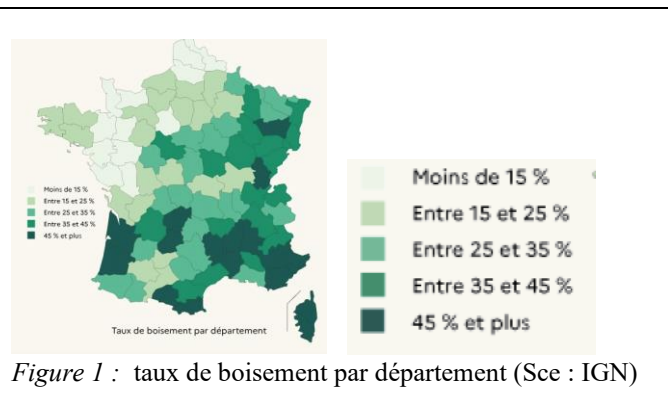 Moins de 15 %
Entre 15 et 25 %
Entre 25 et 35 %
Entre 35 et 45 %
45 % et plus
Taux de boisement par département
Moins de 15 %
Entre 15 et 25 %
Entre 25 et 35 %
Entre 35 et 45 %
45 % et plus
Figure 1 : taux de boisement par département (Sce : IGN)